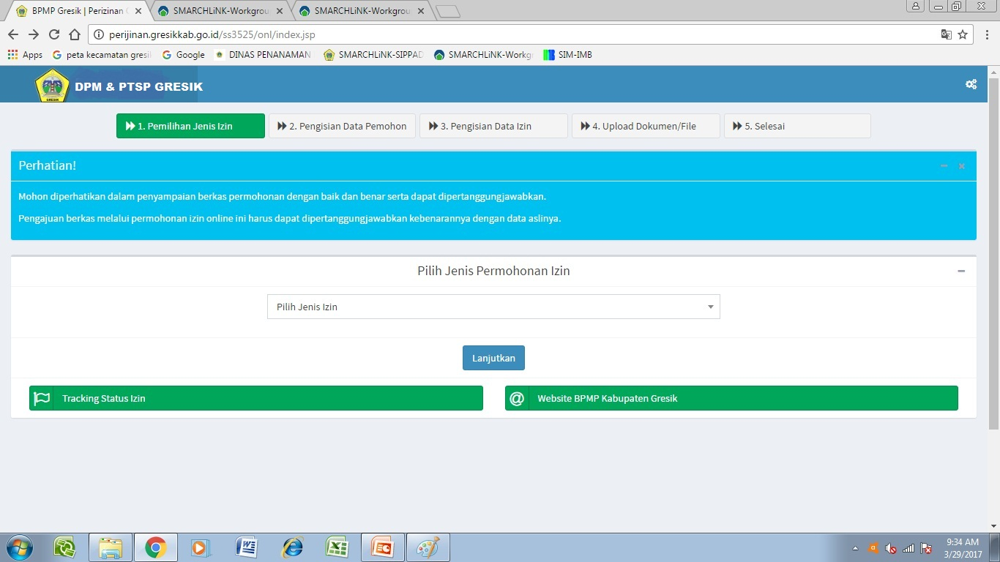 BPMP Gresik | Perizinan
SMARCHLiNK-Workgrou
SMARCHLiNK-Workgrou
perijinan.gresikkab.go.id/ss3525/onl/index.jsp
Apps
peta kecamatan gresi
Google
DINAS PENANAMAN
SMARCHLiNK-SIPPAD
SMARCHLiNK-Workg
SIM-IMB
GRESIK
DPM & PTSP GRESIK
1. Pemilihan Jenis Izin
2. Pengisian Data Pemohon
3. Pengisian Data Izin
4. Upload Dokumen/File
5. Selesai
Perhatian!
Mohon diperhatikan dalam penyampaian berkas permohonan dengan baik dan benar serta dapat dipertanggungjawabkan.
Pengajuan berkas melalui permohonan izin online ini harus dapat dipertanggungjawabkan kebenarannya dengan data aslinya.
Pilih Jenis Permohonan Izin
Pilih Jenis Izin
Lanjutkan
Tracking Status Izin
@ Website BPMP Kabupaten Gresik
9:34 AM
3/29/2017